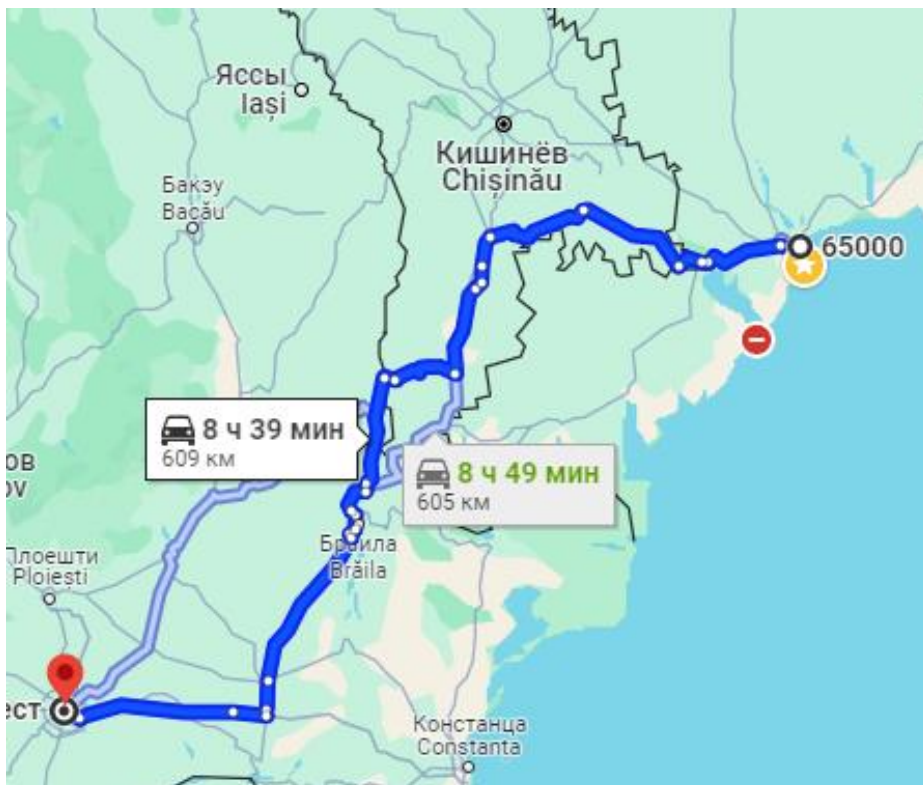 Яссы
Iași
Кишинёв
Chișinău
Бакэу
Bacău
65000
8 ч 39 мин
609 км
8 ч 49 мин
605 км
ов
ov
Брэила
Brăila
Плоешти
Ploiești
ест
Констанца
Constanta